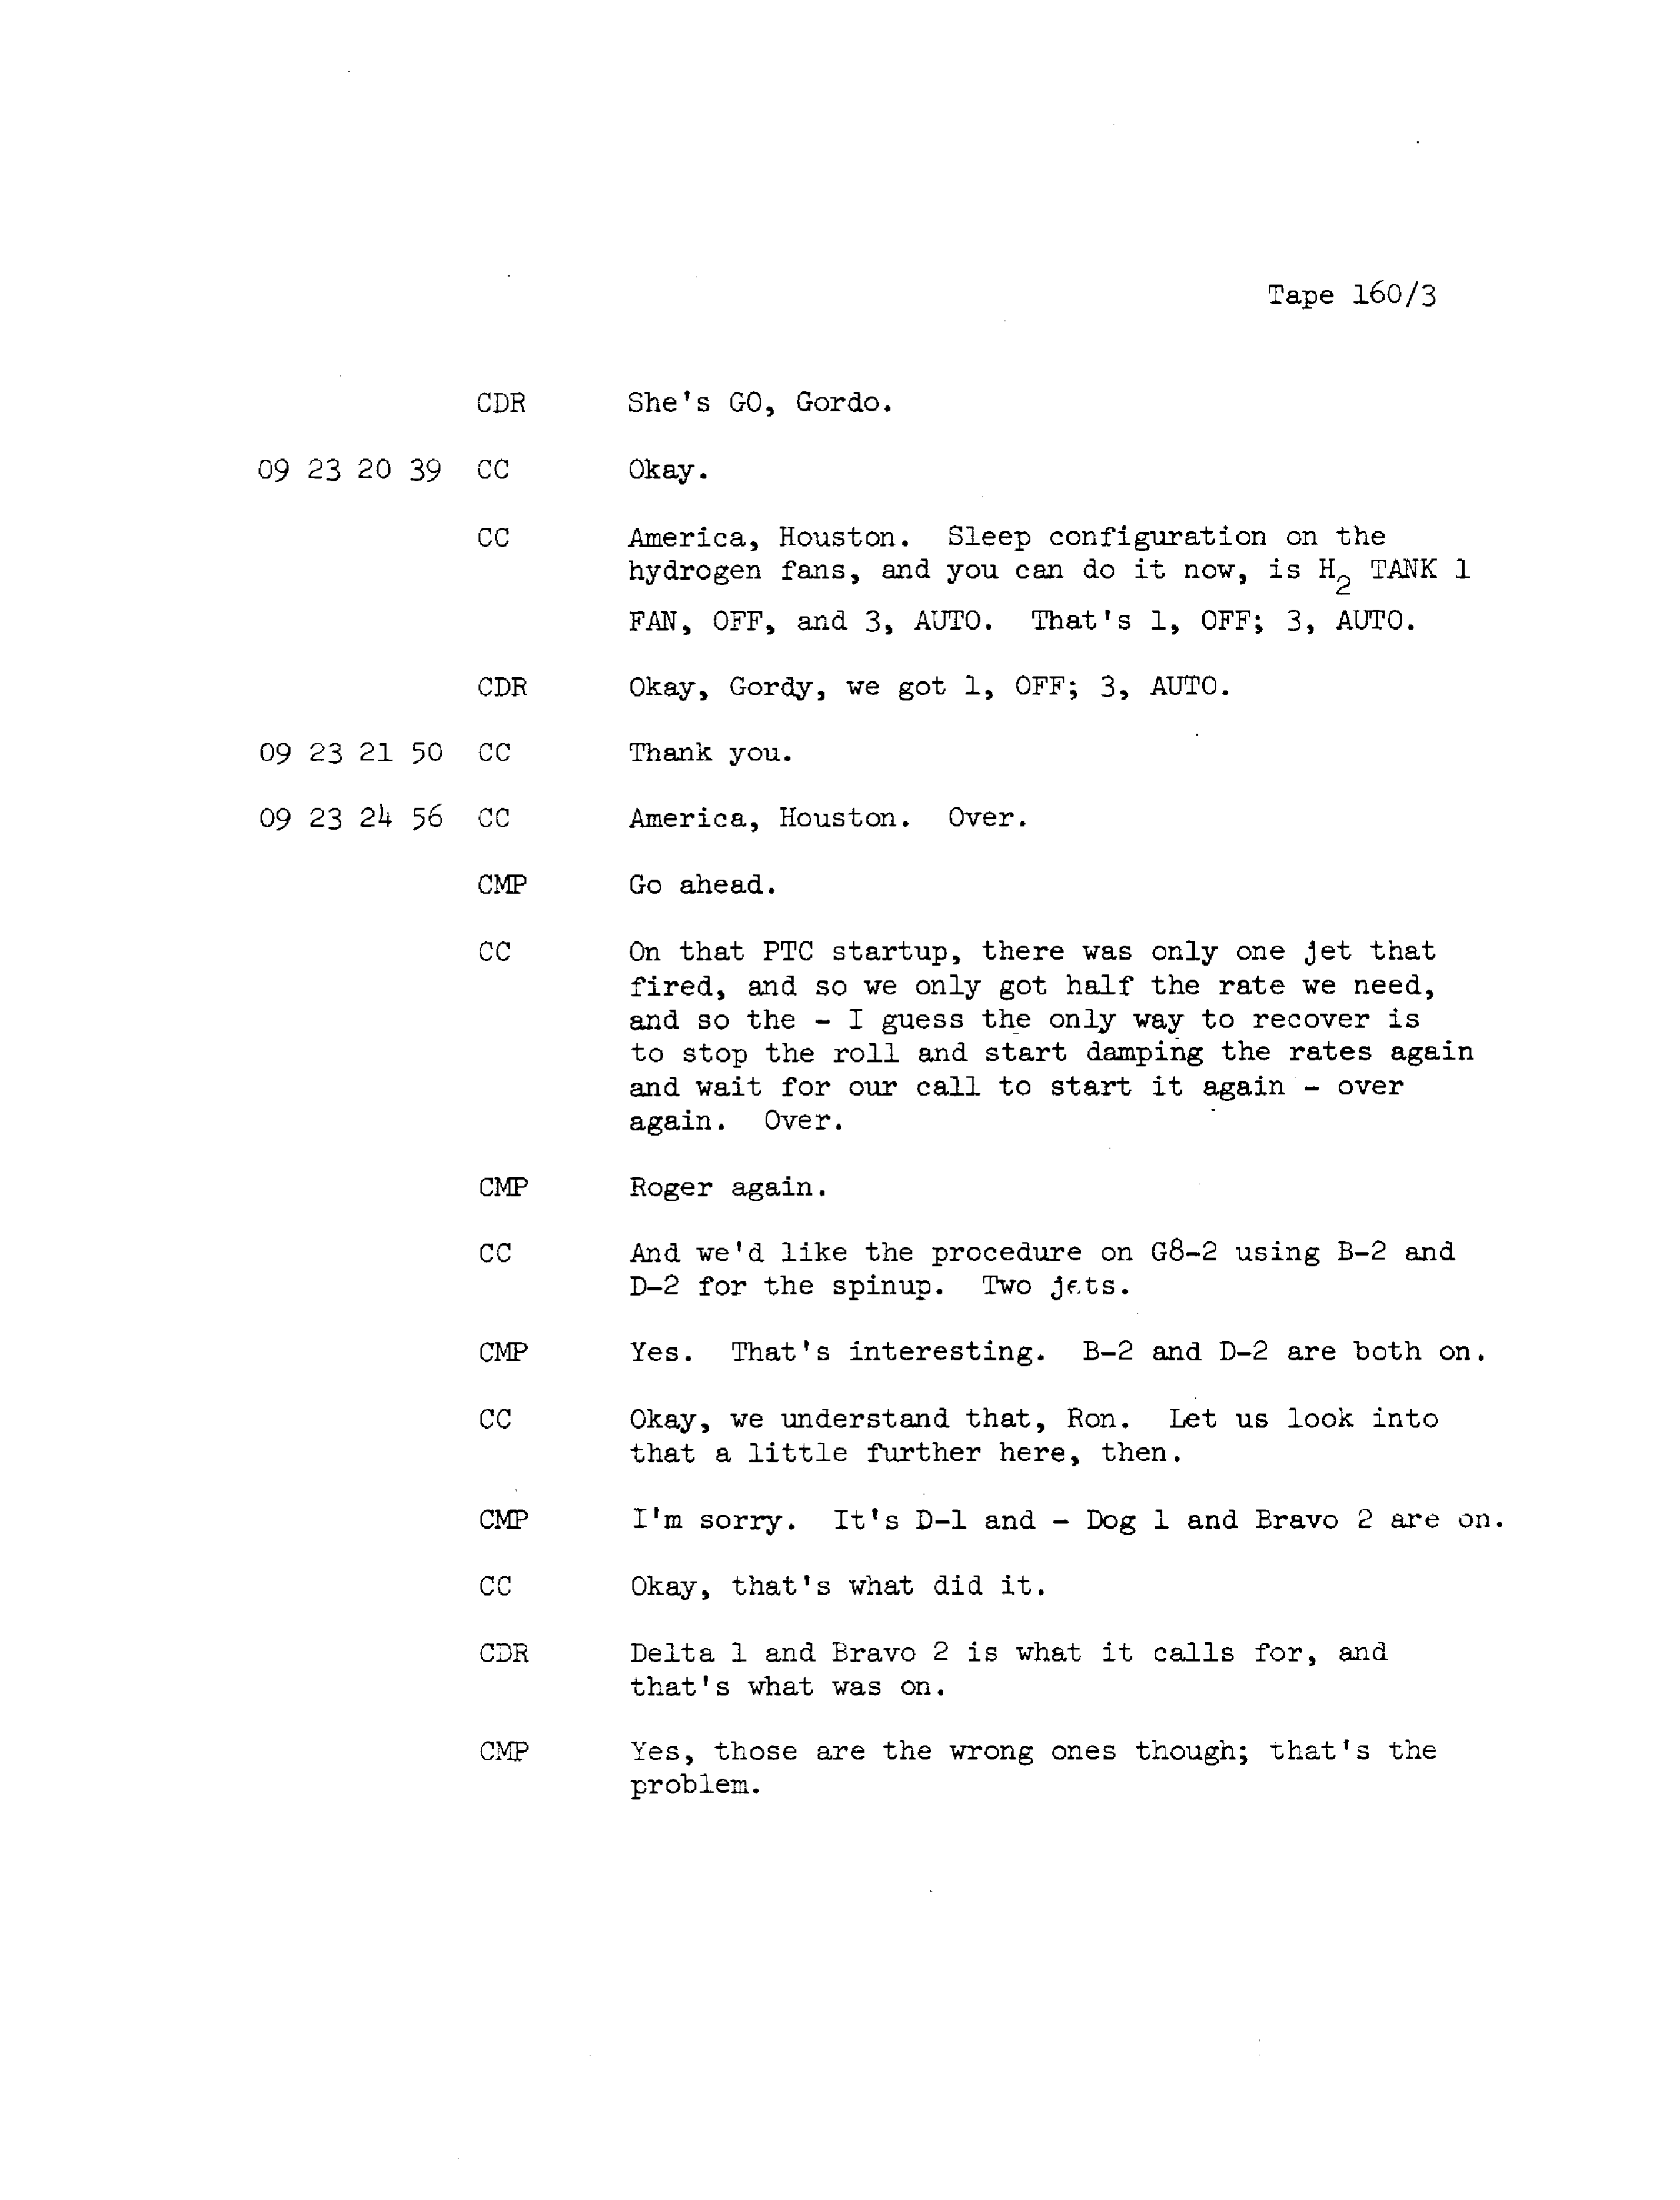 Tape 160/3
CDR She's GO, Gordo.
09 23 20 39 CC Okay.
CC America, Houston. Sleep configuration on the
hydrogen fans, and you can do it now, is H2 TANK 1
FAN, OFF, and 3, AUTO. That's 1, OFF; 3, AUTO.
CDR Okay, Gordy, we got 1, OFF; 3, AUTO.
09 23 21 50 CC Thank you.
09 23 24 56 CC America, Houston. Over.
CMP Go ahead.
CC On that PTC startup, there was only one jet that
fired, and so we only got half the rate we need,
and so the - I guess the only way to recover is
to stop the roll and start damping the rates again
and wait for our call to start it again - over
again. Over.
CMP Roger again.
CC And we'd like the procedure on G8-2 using B-2 and
D-2 for the spinup. Two jets.
CMP Yes. That's interesting. B-2 and D-2 are both on.
CC Okay, we understand that, Ron. Let us look into
that a little further here, then.
CMP I'm sorry. It's D-1 and - Dog 1 and Bravo 2 are on.
CC Okay, that's what did it.
CDR Delta 1 and Bravo 2 is what it calls for, and
that's what was on.
CMP Yes, those are the wrong ones though; that's the
problem.